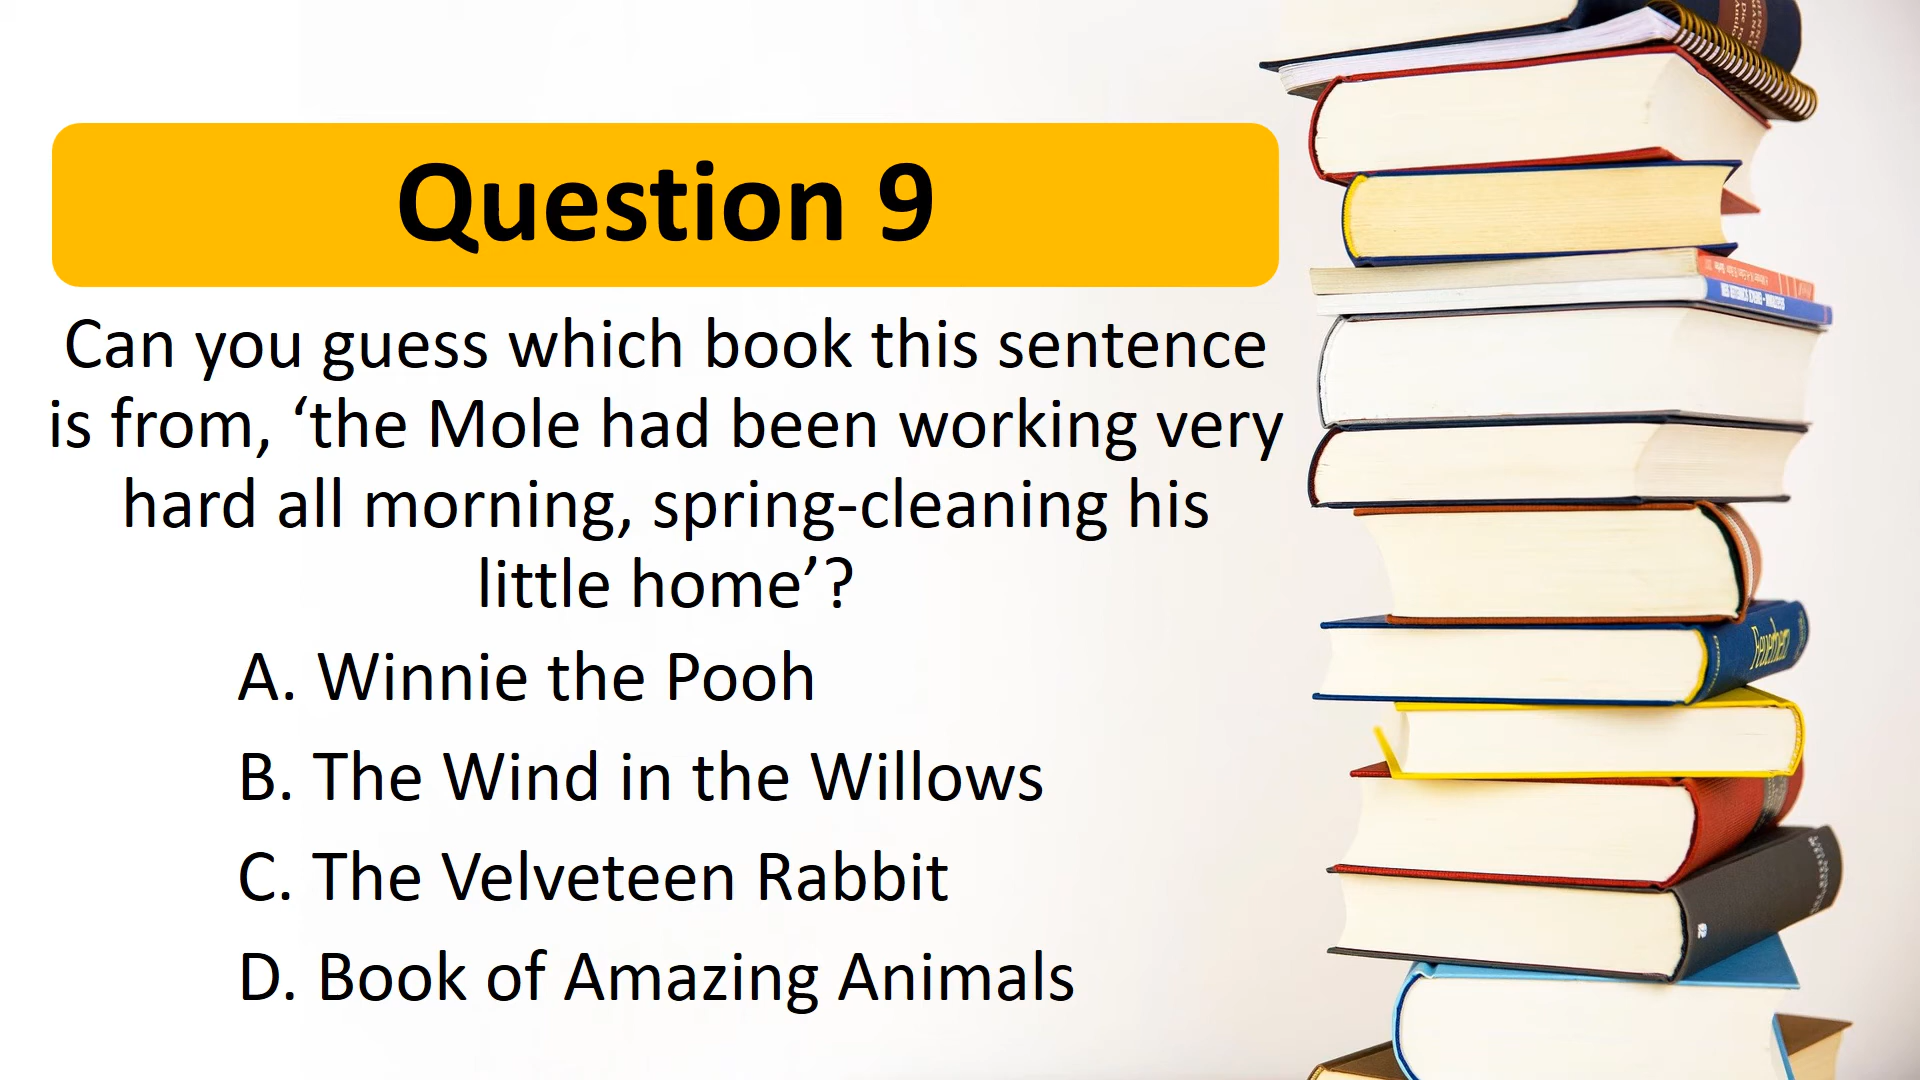 Question 9
Can you guess which book this sentence
is from, ‘the Mole had been working very
hard all morning, spring-cleaning his
little home’?
A. Winnie the Pooh
B. The Wind in the Willows
C. The Velveteen Rabbit
D. Book of Amazing Animals